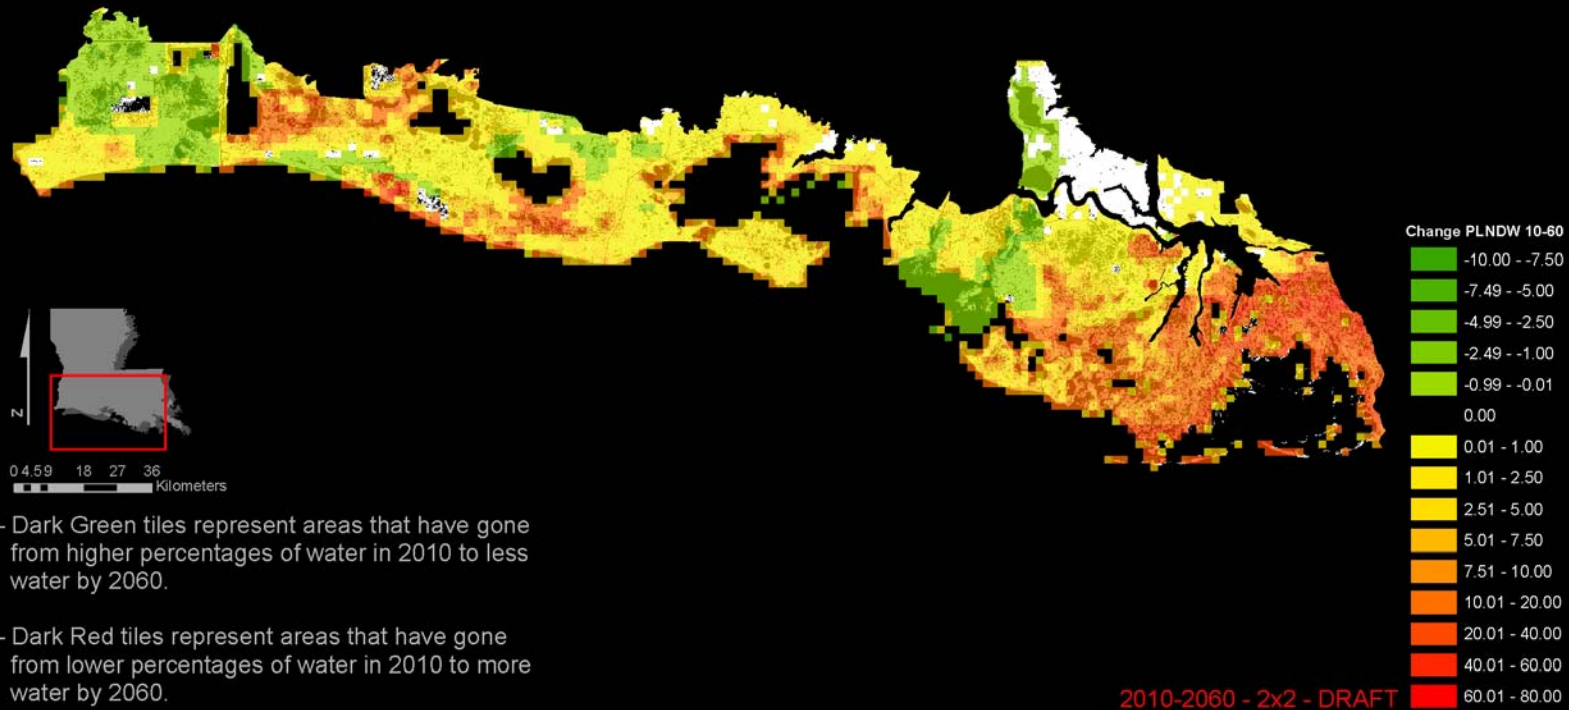 Change PLNDW 10-60
-10.00 - -7.50
-7.49 - -5.00
-4.99 - -2.50
-2.49 - -1.00
-0.99 - -0.01
0.00
0.01 - 1.00
1.01 - 2.50
2.51 - 5.00
5.01 - 7.50
7.51 - 10.00
10.01 - 20.00
20.01 - 40.00
40.01 - 60.00
60.01 - 80.00
N
0 4.5 9 18 27 36
Kilometers
- Dark Green tiles represent areas that have gone
from higher percentages of water in 2010 to less
water by 2060.
- Dark Red tiles represent areas that have gone
from lower percentages of water in 2010 to more
water by 2060.
2010-2060 - 2x2 - DRAFT